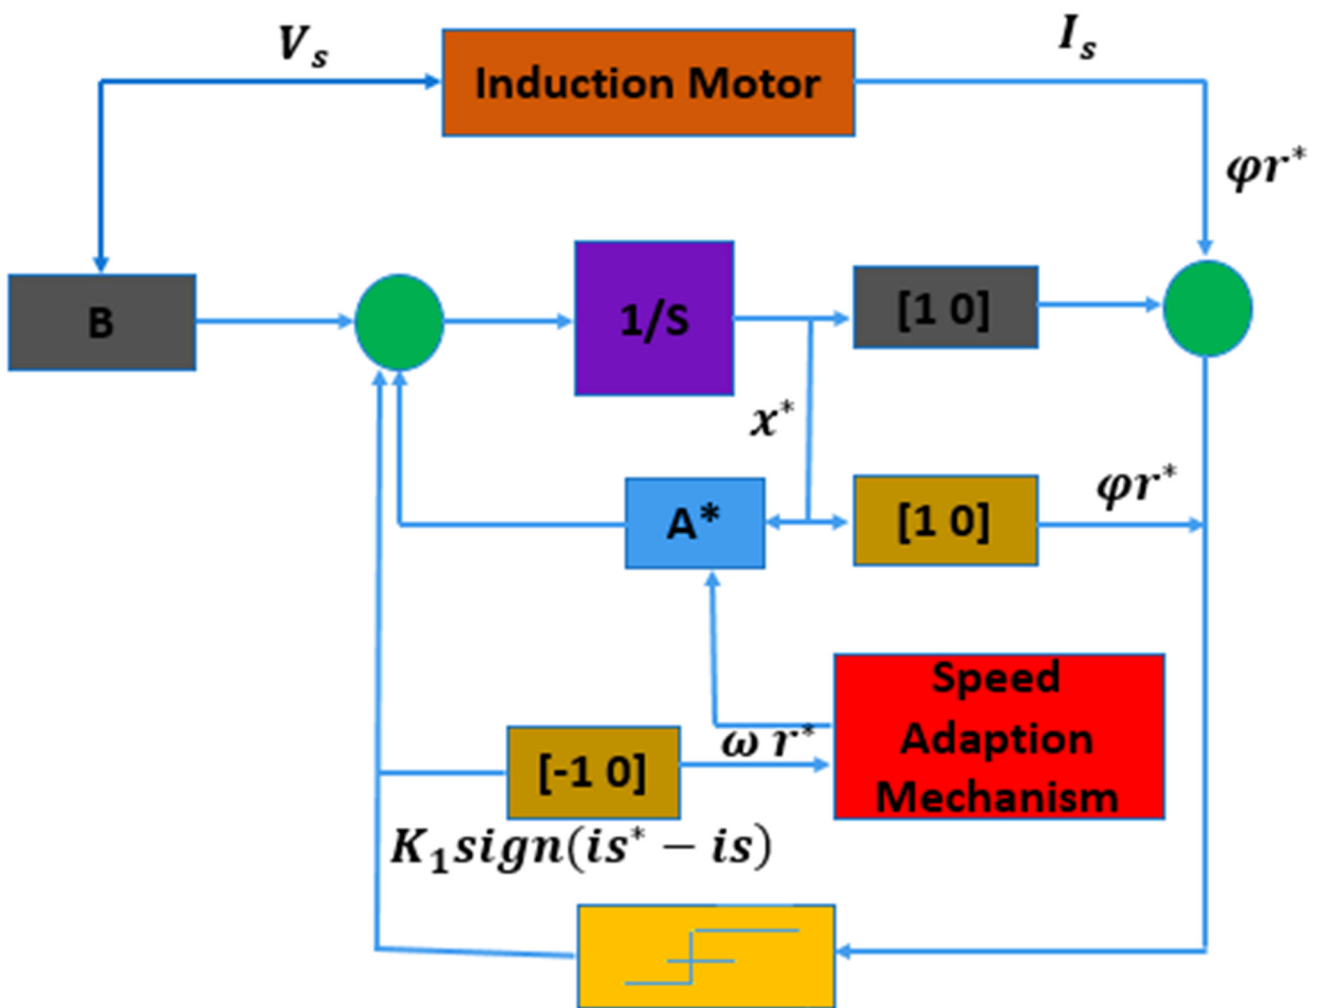 Vₛ
Induction Motor
Iₛ
φr*
B
1/S
[1 0]
x*
A*
[1 0]
φr*
Speed
Adaption
Mechanism
[-1 0]
ω r*
K₁sign(is* − is)